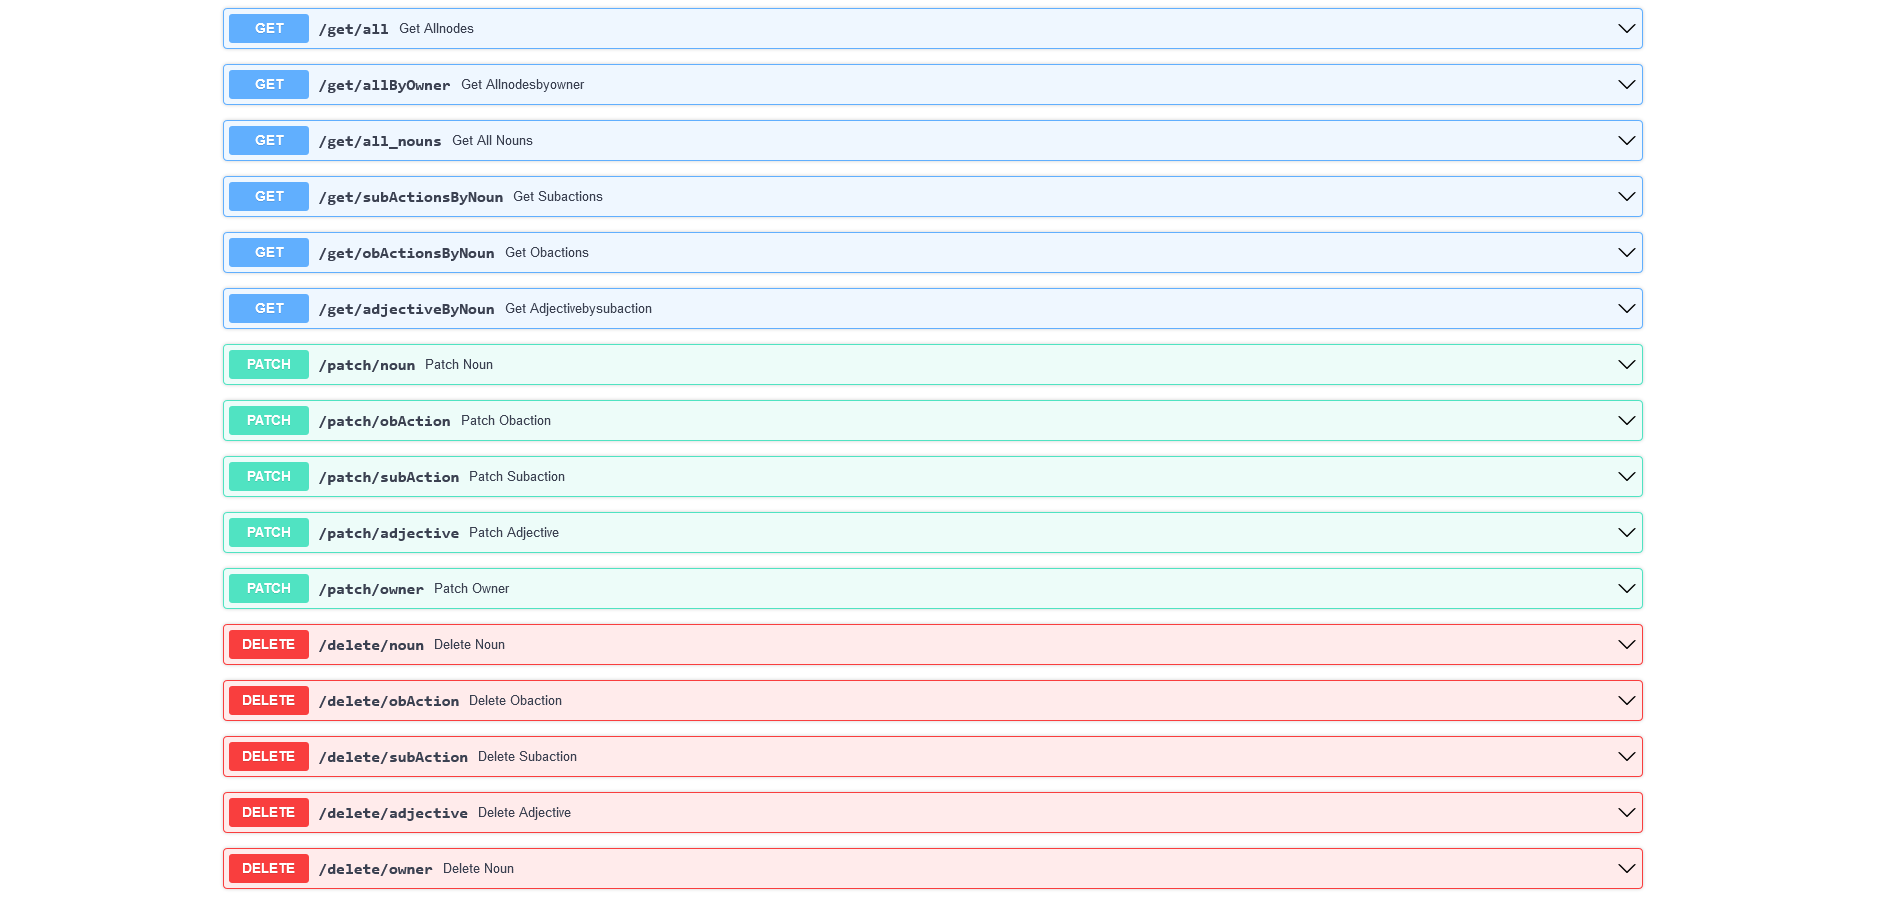 GET /get/all Get Allnodes
GET /get/allByOwner Get Allnodesbyowner
GET /get/all_nouns Get All Nouns
GET /get/subActionsByNoun Get Subactions
GET /get/obActionsByNoun Get Obactions
GET /get/adjectiveByNoun Get Adjectivebysubaction
PATCH /patch/noun Patch Noun
PATCH /patch/obAction Patch Obaction
PATCH /patch/subAction Patch Subaction
PATCH /patch/adjective Patch Adjective
PATCH /patch/owner Patch Owner
DELETE /delete/noun Delete Noun
DELETE /delete/obAction Delete Obaction
DELETE /delete/subAction Delete Subaction
DELETE /delete/adjective Delete Adjective
DELETE /delete/owner Delete Noun